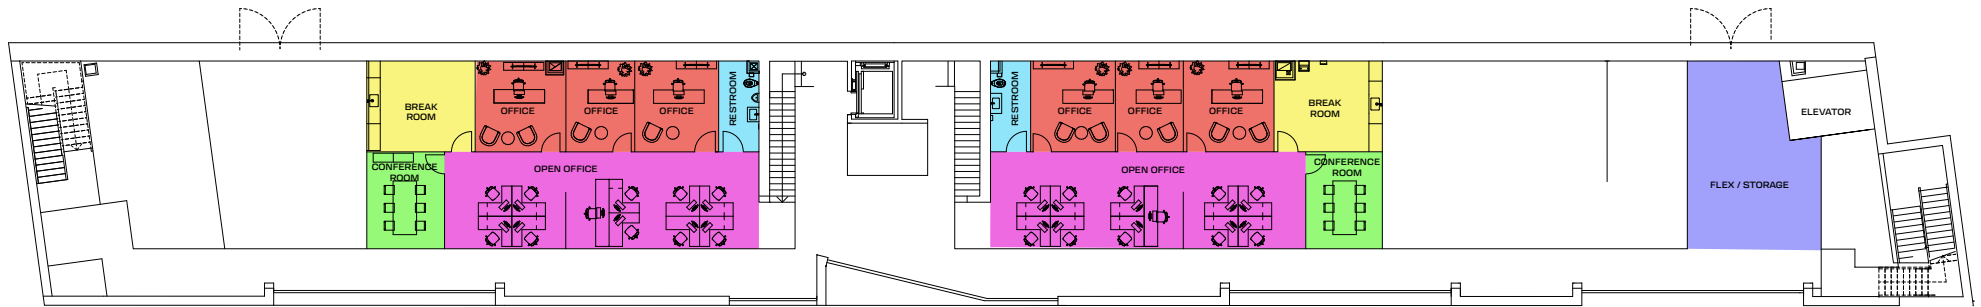 BREAK
ROOM
OFFICE
OFFICE
OFFICE
RESTROOM
CONFERENCE
ROOM
OPEN OFFICE
RESTROOM
OFFICE
OFFICE
OFFICE
BREAK
ROOM
OPEN OFFICE
CONFERENCE
ROOM
ELEVATOR
FLEX / STORAGE